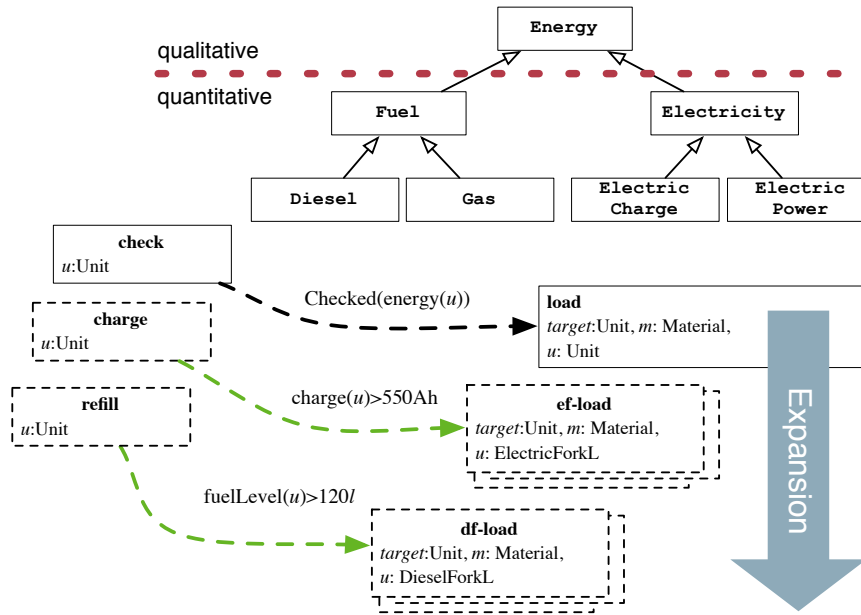 Energy
qualitative
quantitative
Fuel
Electricity
Diesel
Gas
Electric
Charge
Electric
Power
check
u:Unit
Checked(energy(u))
load
target:Unit, m: Material,
u: Unit
charge
u:Unit
charge(u)>550Ah
ef-load
target:Unit, m: Material,
u: ElectricForkL
refill
u:Unit
fuelLevel(u)>120l
df-load
target:Unit, m: Material,
u: DieselForkL
Expansion